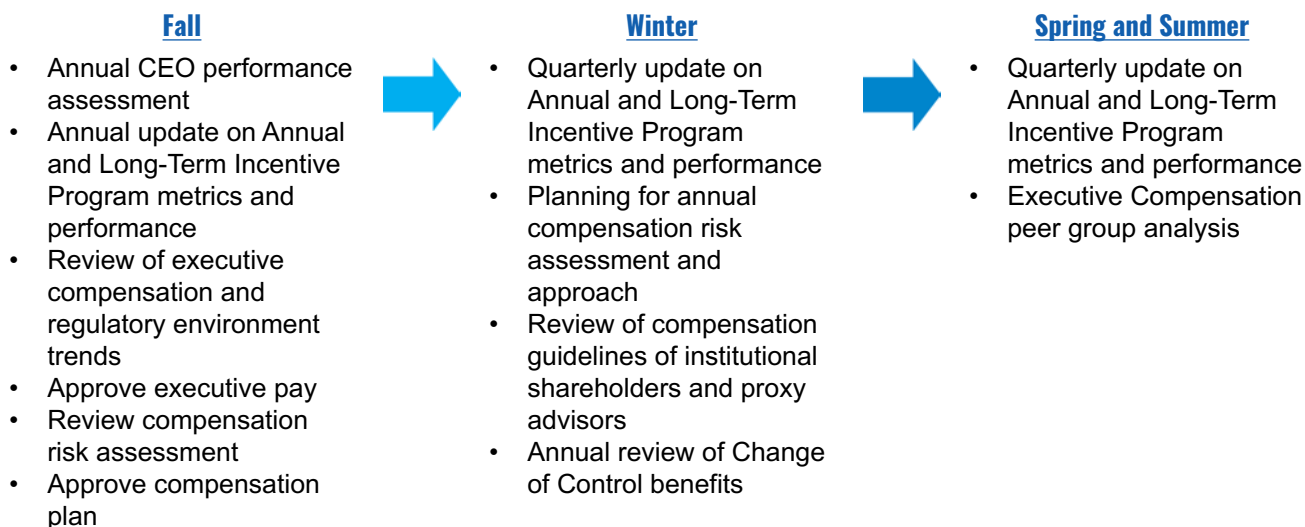 Fall
• Annual CEO performance
assessment
• Annual update on Annual
and Long-Term Incentive
Program metrics and
performance
• Review of executive
compensation and
regulatory environment
trends
• Approve executive pay
• Review compensation
risk assessment
• Approve compensation
plan
Winter
• Quarterly update on
Annual and Long-Term
Incentive Program
metrics and performance
• Planning for annual
compensation risk
assessment and
approach
• Review of compensation
guidelines of institutional
shareholders and proxy
advisors
• Annual review of Change
of Control benefits
Spring and Summer
• Quarterly update on
Annual and Long-Term
Incentive Program
metrics and performance
• Executive Compensation
peer group analysis